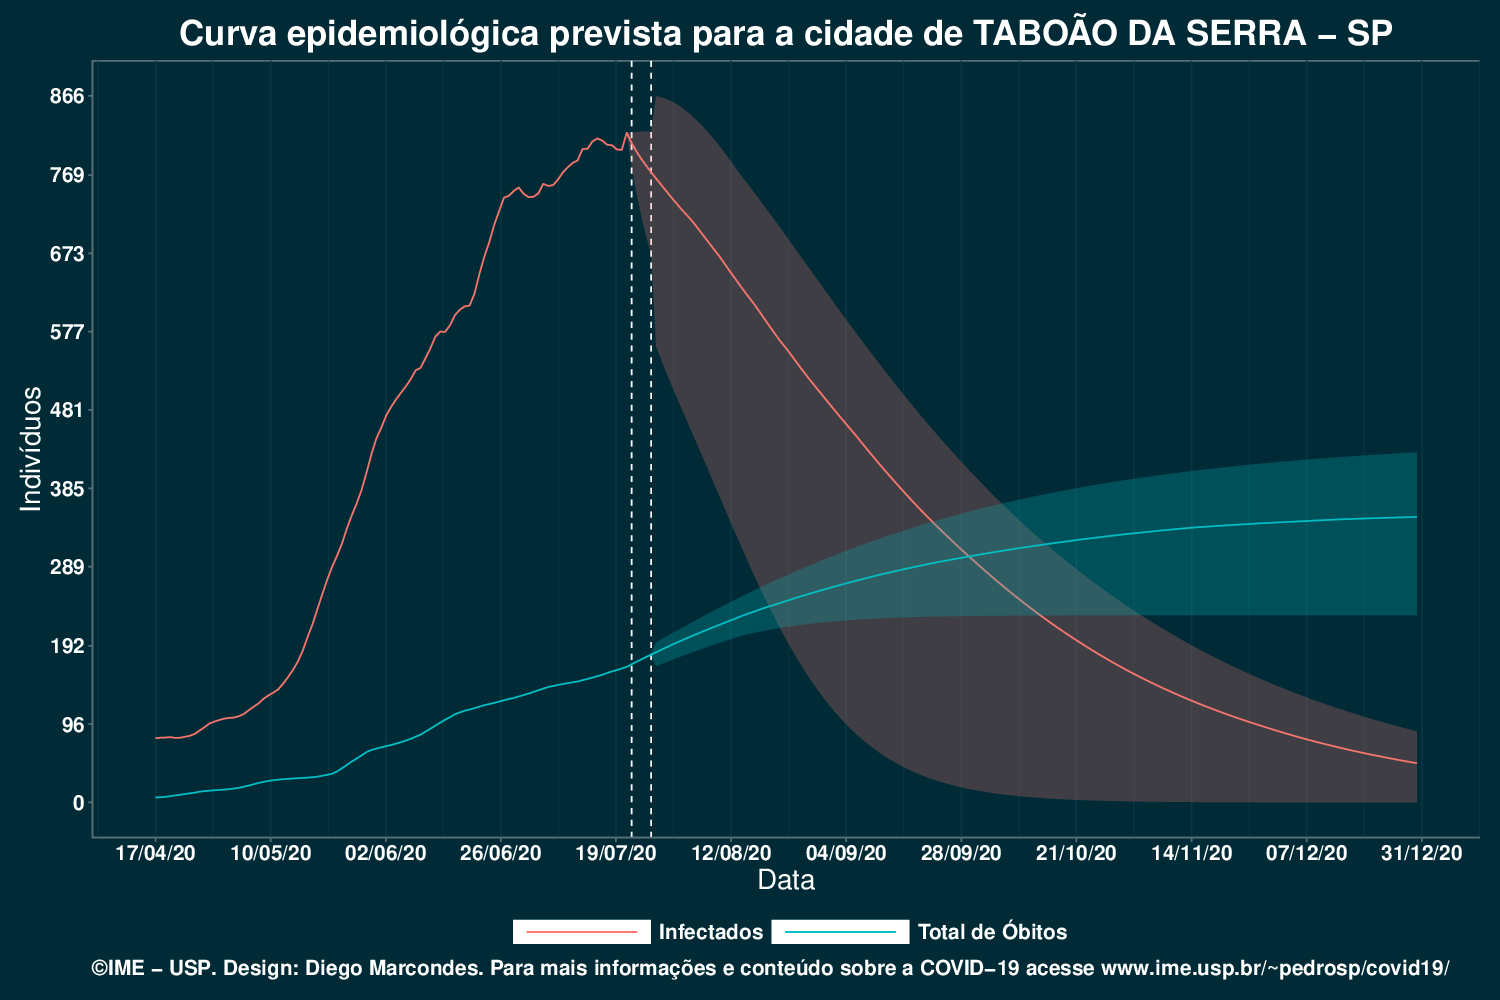 Curva epidemiológica prevista para a cidade de TABOÃO DA SERRA – SP
866
769
673
577
481
385
289
192
96
0
Indivíduos
17/04/20 10/05/20 02/06/20 26/06/20 19/07/20 12/08/20 04/09/20 28/09/20 21/10/20 14/11/20 07/12/20 31/12/20
Data
Infectados Total de Óbitos
©IME – USP. Design: Diego Marcondes. Para mais informações e conteúdo sobre a COVID–19 acesse www.ime.usp.br/~pedrosp/covid19/